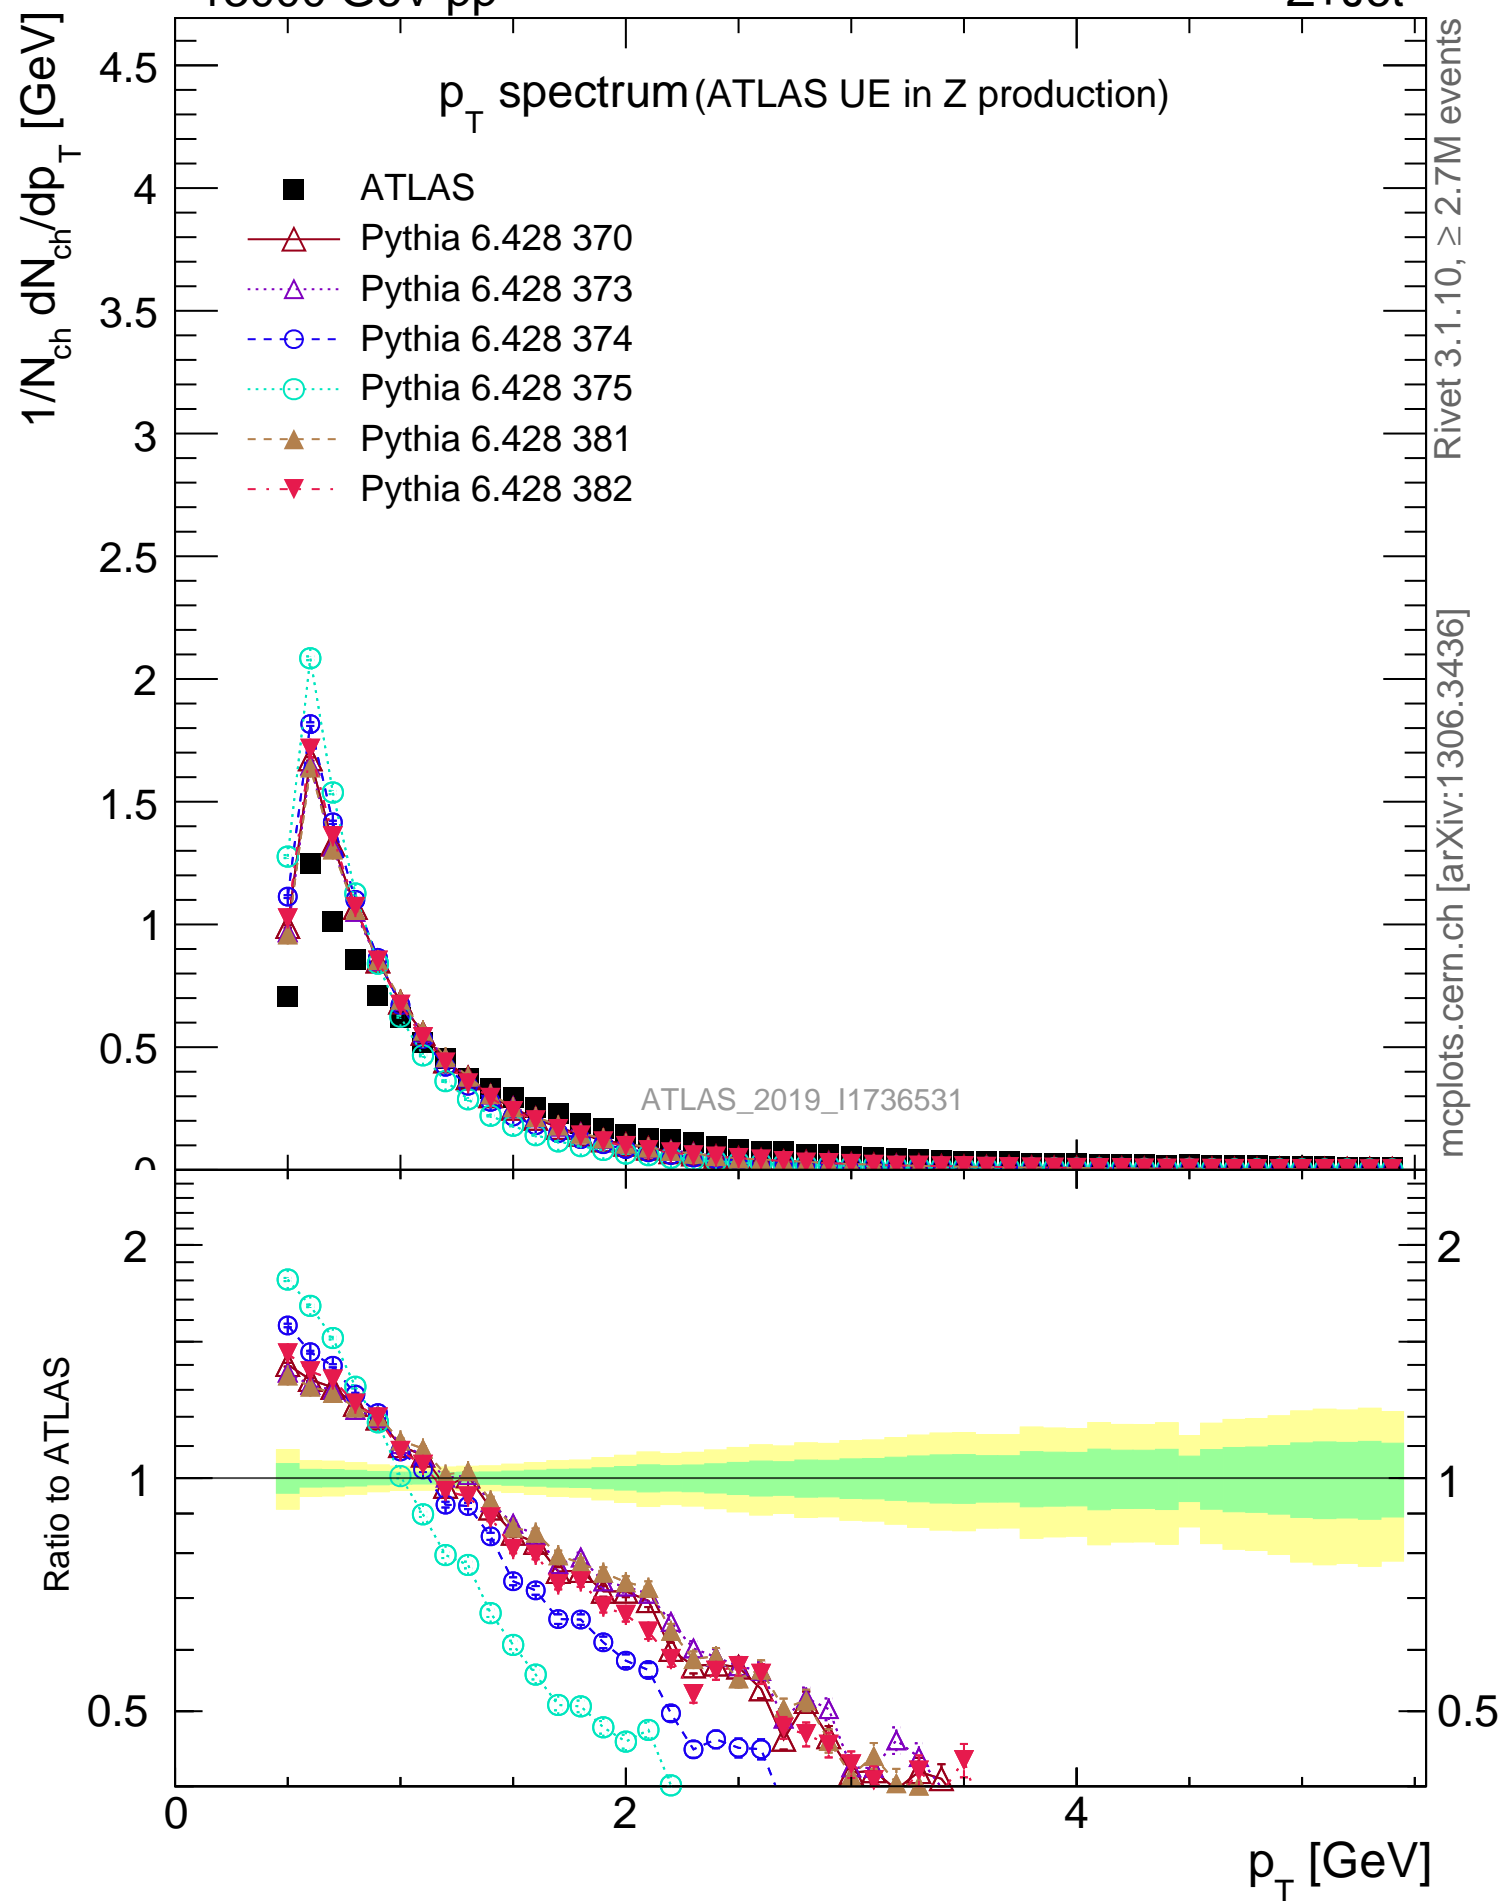 1/N_ch dN_ch/dp_T [GeV]
p_T spectrum (ATLAS UE in Z production)
ATLAS
Pythia 6.428 370
Pythia 6.428 373
Pythia 6.428 374
Pythia 6.428 375
Pythia 6.428 381
Pythia 6.428 382
4.5
4
3.5
3
2.5
2
1.5
1
0.5
0
ATLAS_2019_I1736531
Rivet 3.1.10, ≥ 2.7M events
mcplots.cern.ch [arXiv:1306.3436]
Ratio to ATLAS
2
1
0.5
2
1
0.5
0
2
4
p_T [GeV]